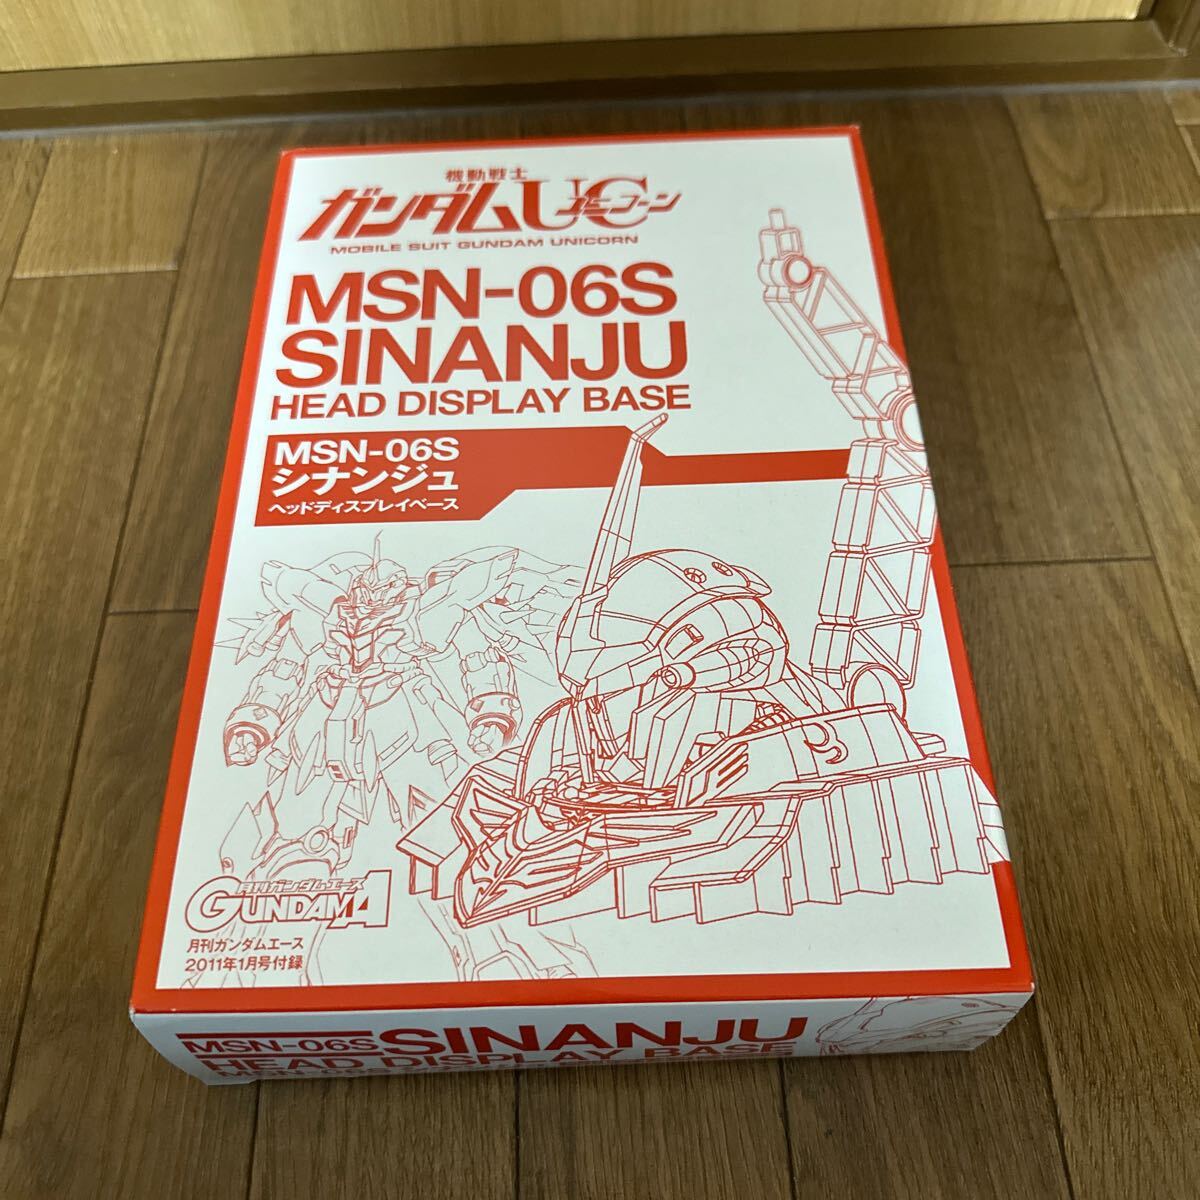 機動戦士
ガンダムUC
ユニコーン
MOBILE SUIT GUNDAM UNICORN
MSN-06S
SINANJU
HEAD DISPLAY BASE
MSN-06S
シナンジュ
ヘッドディスプレイベース
月刊ガンダムエース
GUNDAM A
月刊ガンダムエース
2011年1月号付録
MSN-06S SINANJU
HEAD DISPLAY BASE